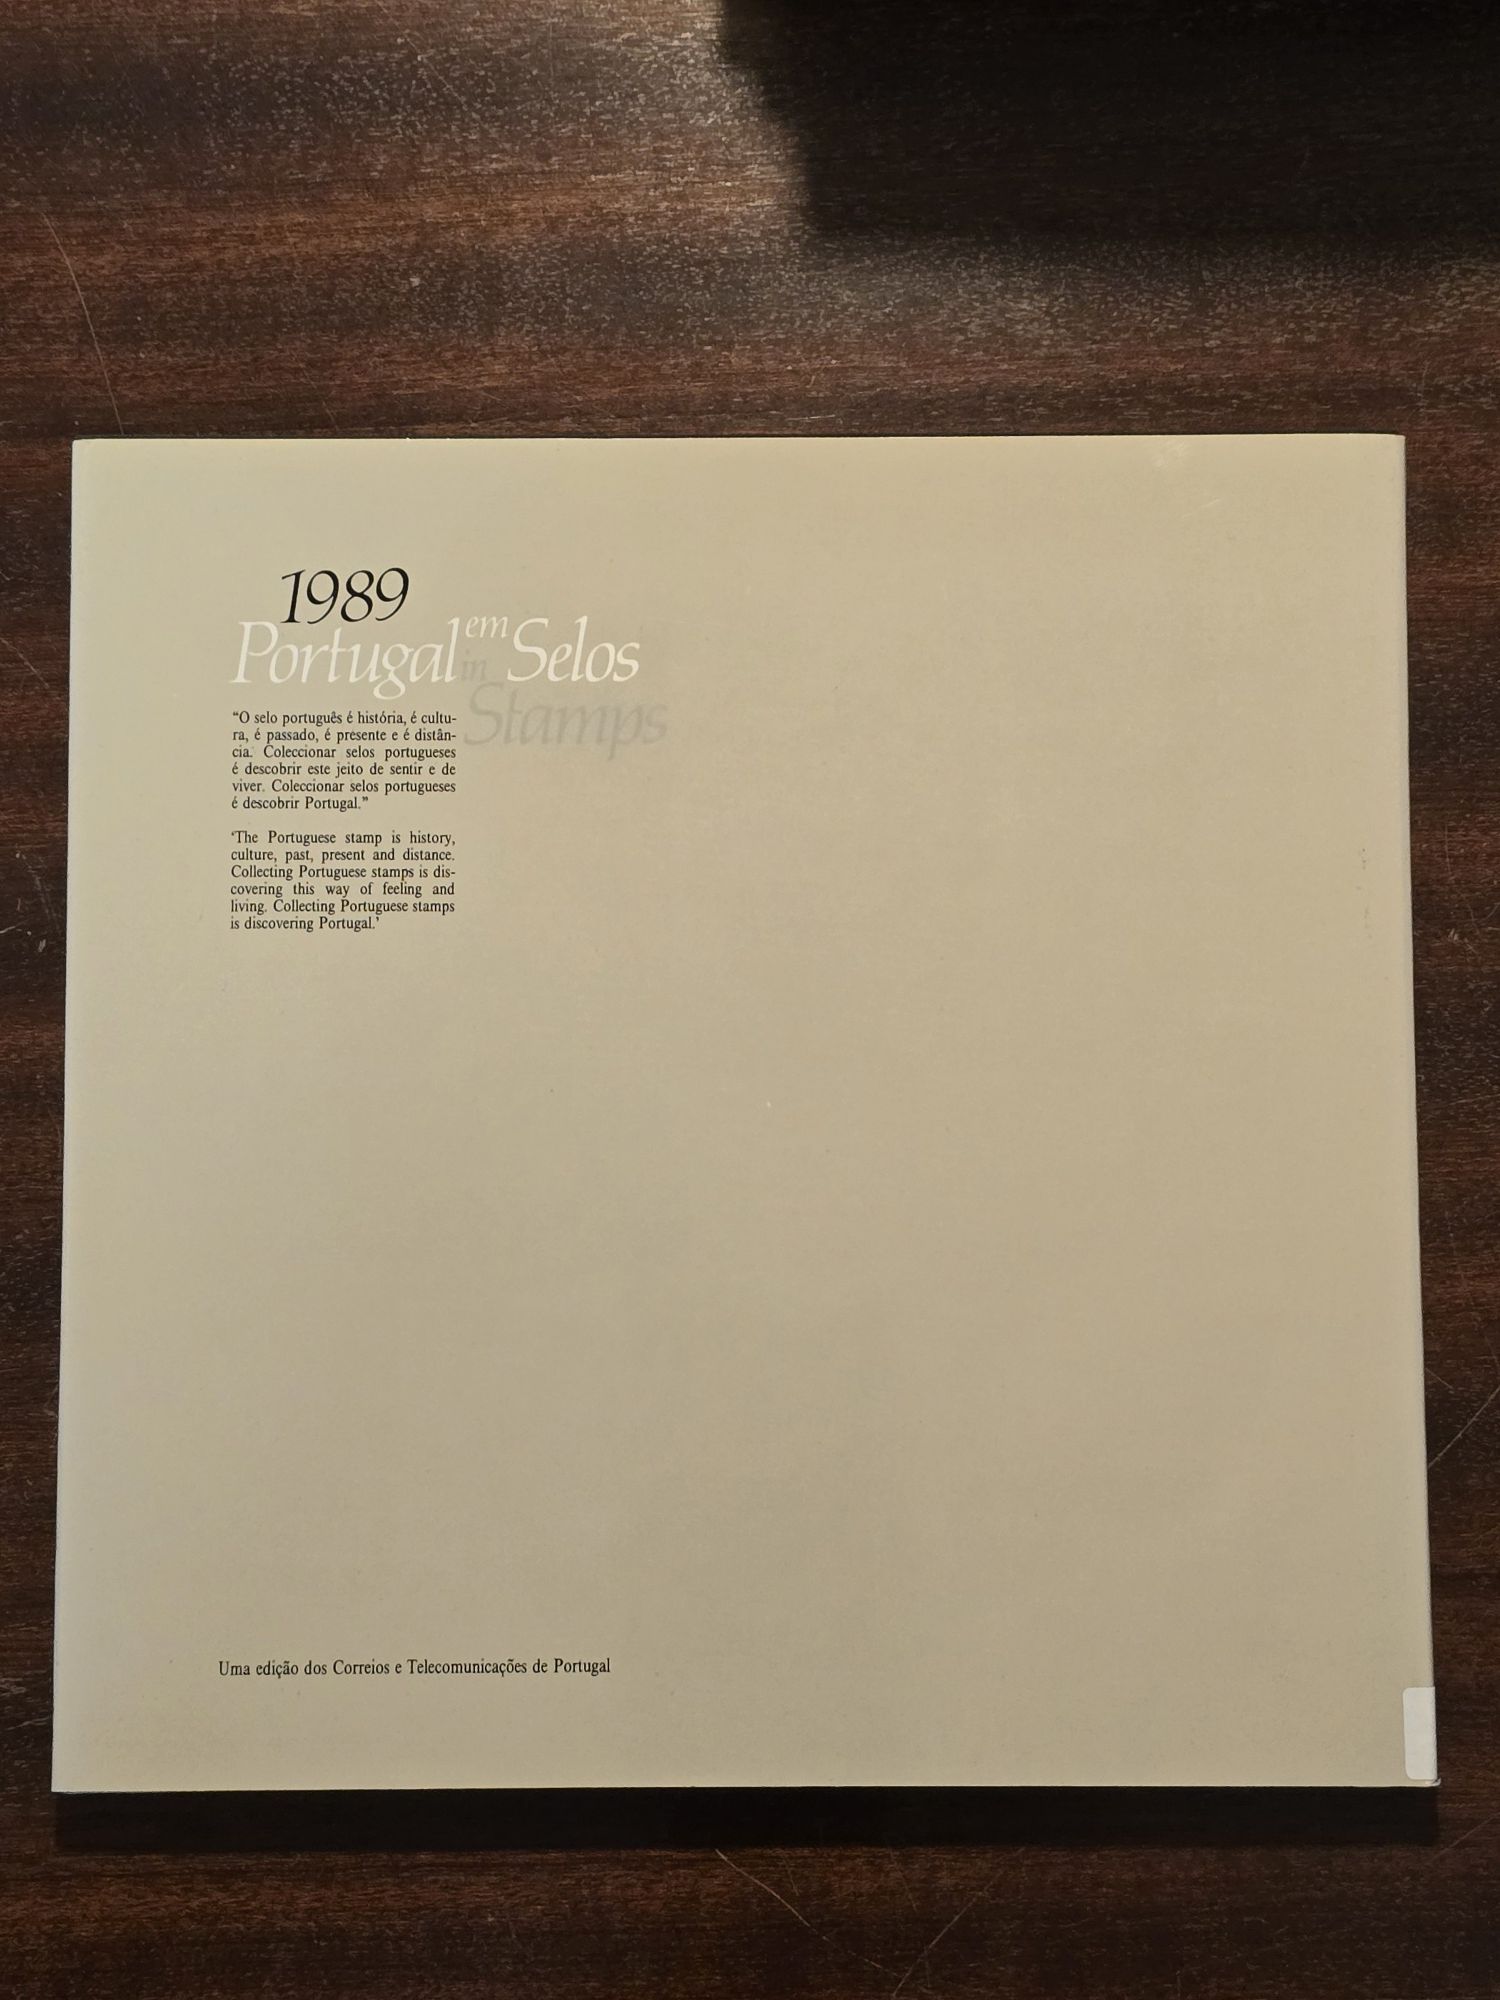 1989
Portugal em Selos
in Stamps
“O selo português é história, é cultu-
ra, é passado, é presente e é distân-
cia. Coleccionar selos portugueses
é descobrir este jeito de sentir e de
viver. Coleccionar selos portugueses
é descobrir Portugal.”
‘The Portuguese stamp is history,
culture, past, present and distance.
Collecting Portuguese stamps is dis-
covering this way of feeling and
living. Collecting Portuguese stamps
is discovering Portugal.’
Uma edição dos Correios e Telecomunicações de Portugal